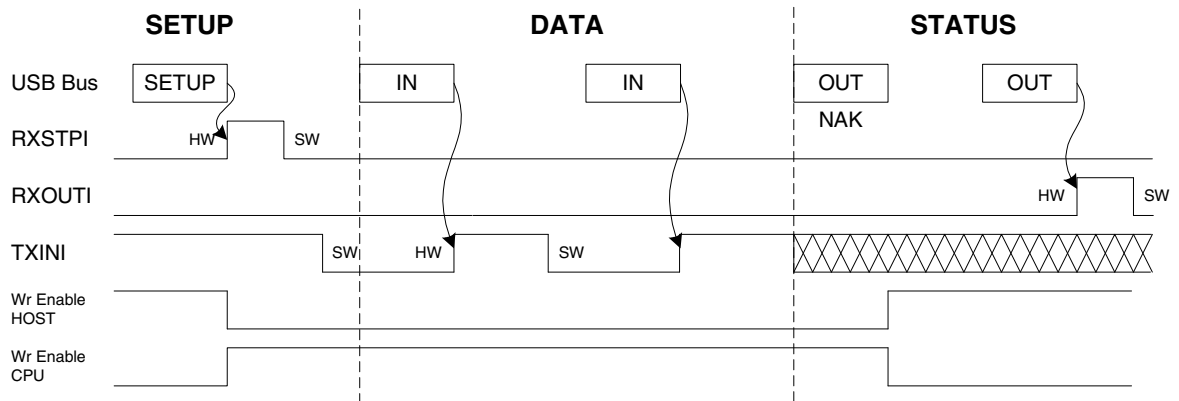 SETUP DATA STATUS
USB Bus SETUP IN IN OUT OUT
NAK
RXSTPI HW SW
RXOUTI HW SW
TXINI SW HW SW
Wr Enable
HOST
Wr Enable
CPU